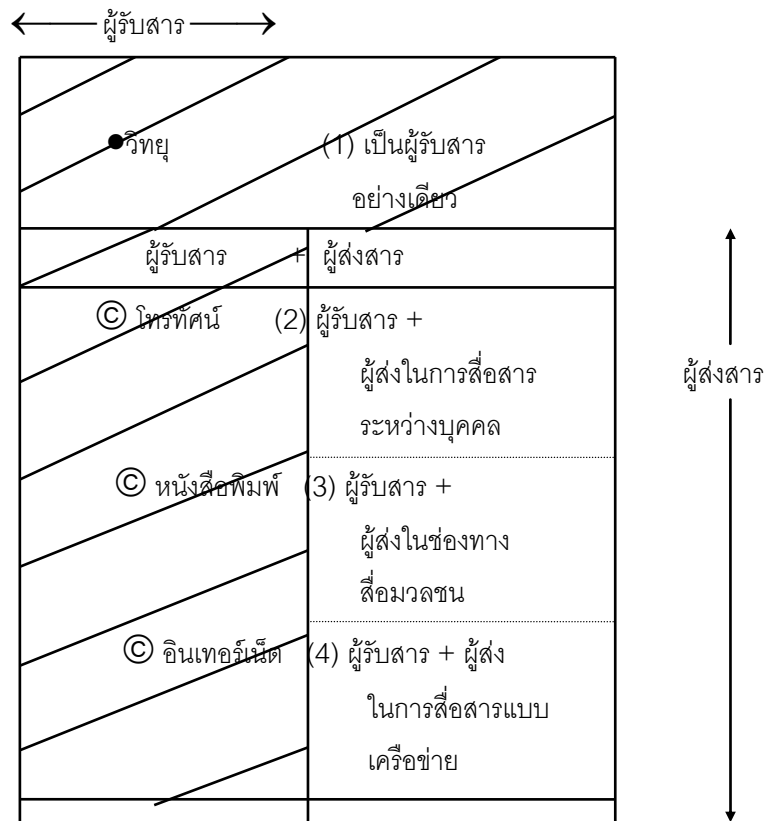 ผู้รับสาร
●วิทยุ (1) เป็นผู้รับสาร
อย่างเดียว
ผู้รับสาร + ผู้ส่งสาร
© โทรทัศน์ (2) ผู้รับสาร +
ผู้ส่งในการสื่อสาร
ผู้ส่งสาร
ระหว่างบุคคล
© หนังสือพิมพ์ (3) ผู้รับสาร +
ผู้ส่งในช่องทาง
สื่อมวลชน
© อินเทอร์เน็ต (4) ผู้รับสาร + ผู้ส่ง
ในการสื่อสารแบบ
เครือข่าย